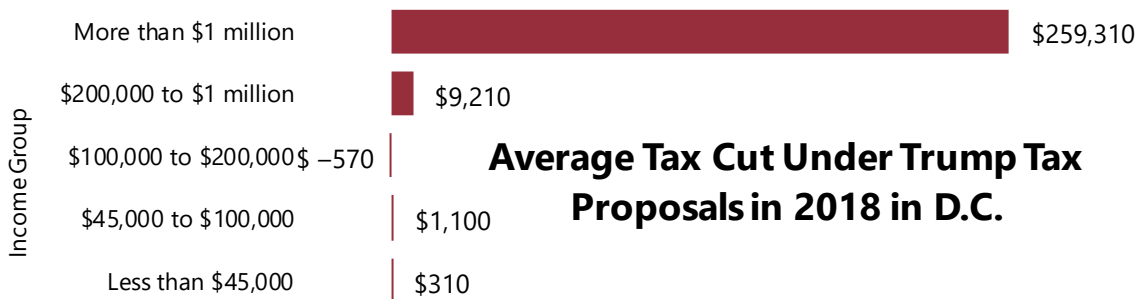 More than $1 million $259,310
$200,000 to $1 million $9,210
$100,000 to $200,000 $ −570
$45,000 to $100,000 $1,100
Less than $45,000 $310
Income Group
Average Tax Cut Under Trump Tax
Proposals in 2018 in D.C.